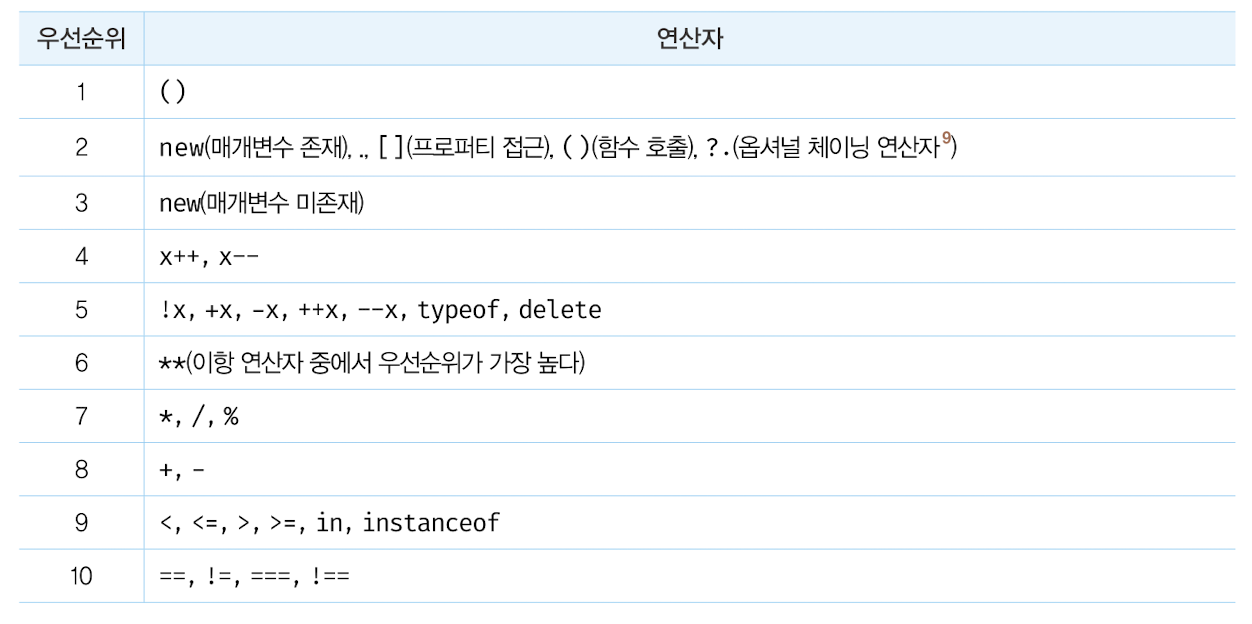 우선순위 연산자
1 ()
2 new(매개변수 존재), ., [](프로퍼티 접근), ()(함수 호출), ?.(옵셔널 체이닝 연산자9)
3 new(매개변수 미존재)
4 x++, x--
5 !x, +x, -x, ++x, --x, typeof, delete
6 **(이항 연산자 중에서 우선순위가 가장 높다)
7 *, /, %
8 +, -
9 <, <=, >, >=, in, instanceof
10 ==, !=, ===, !==